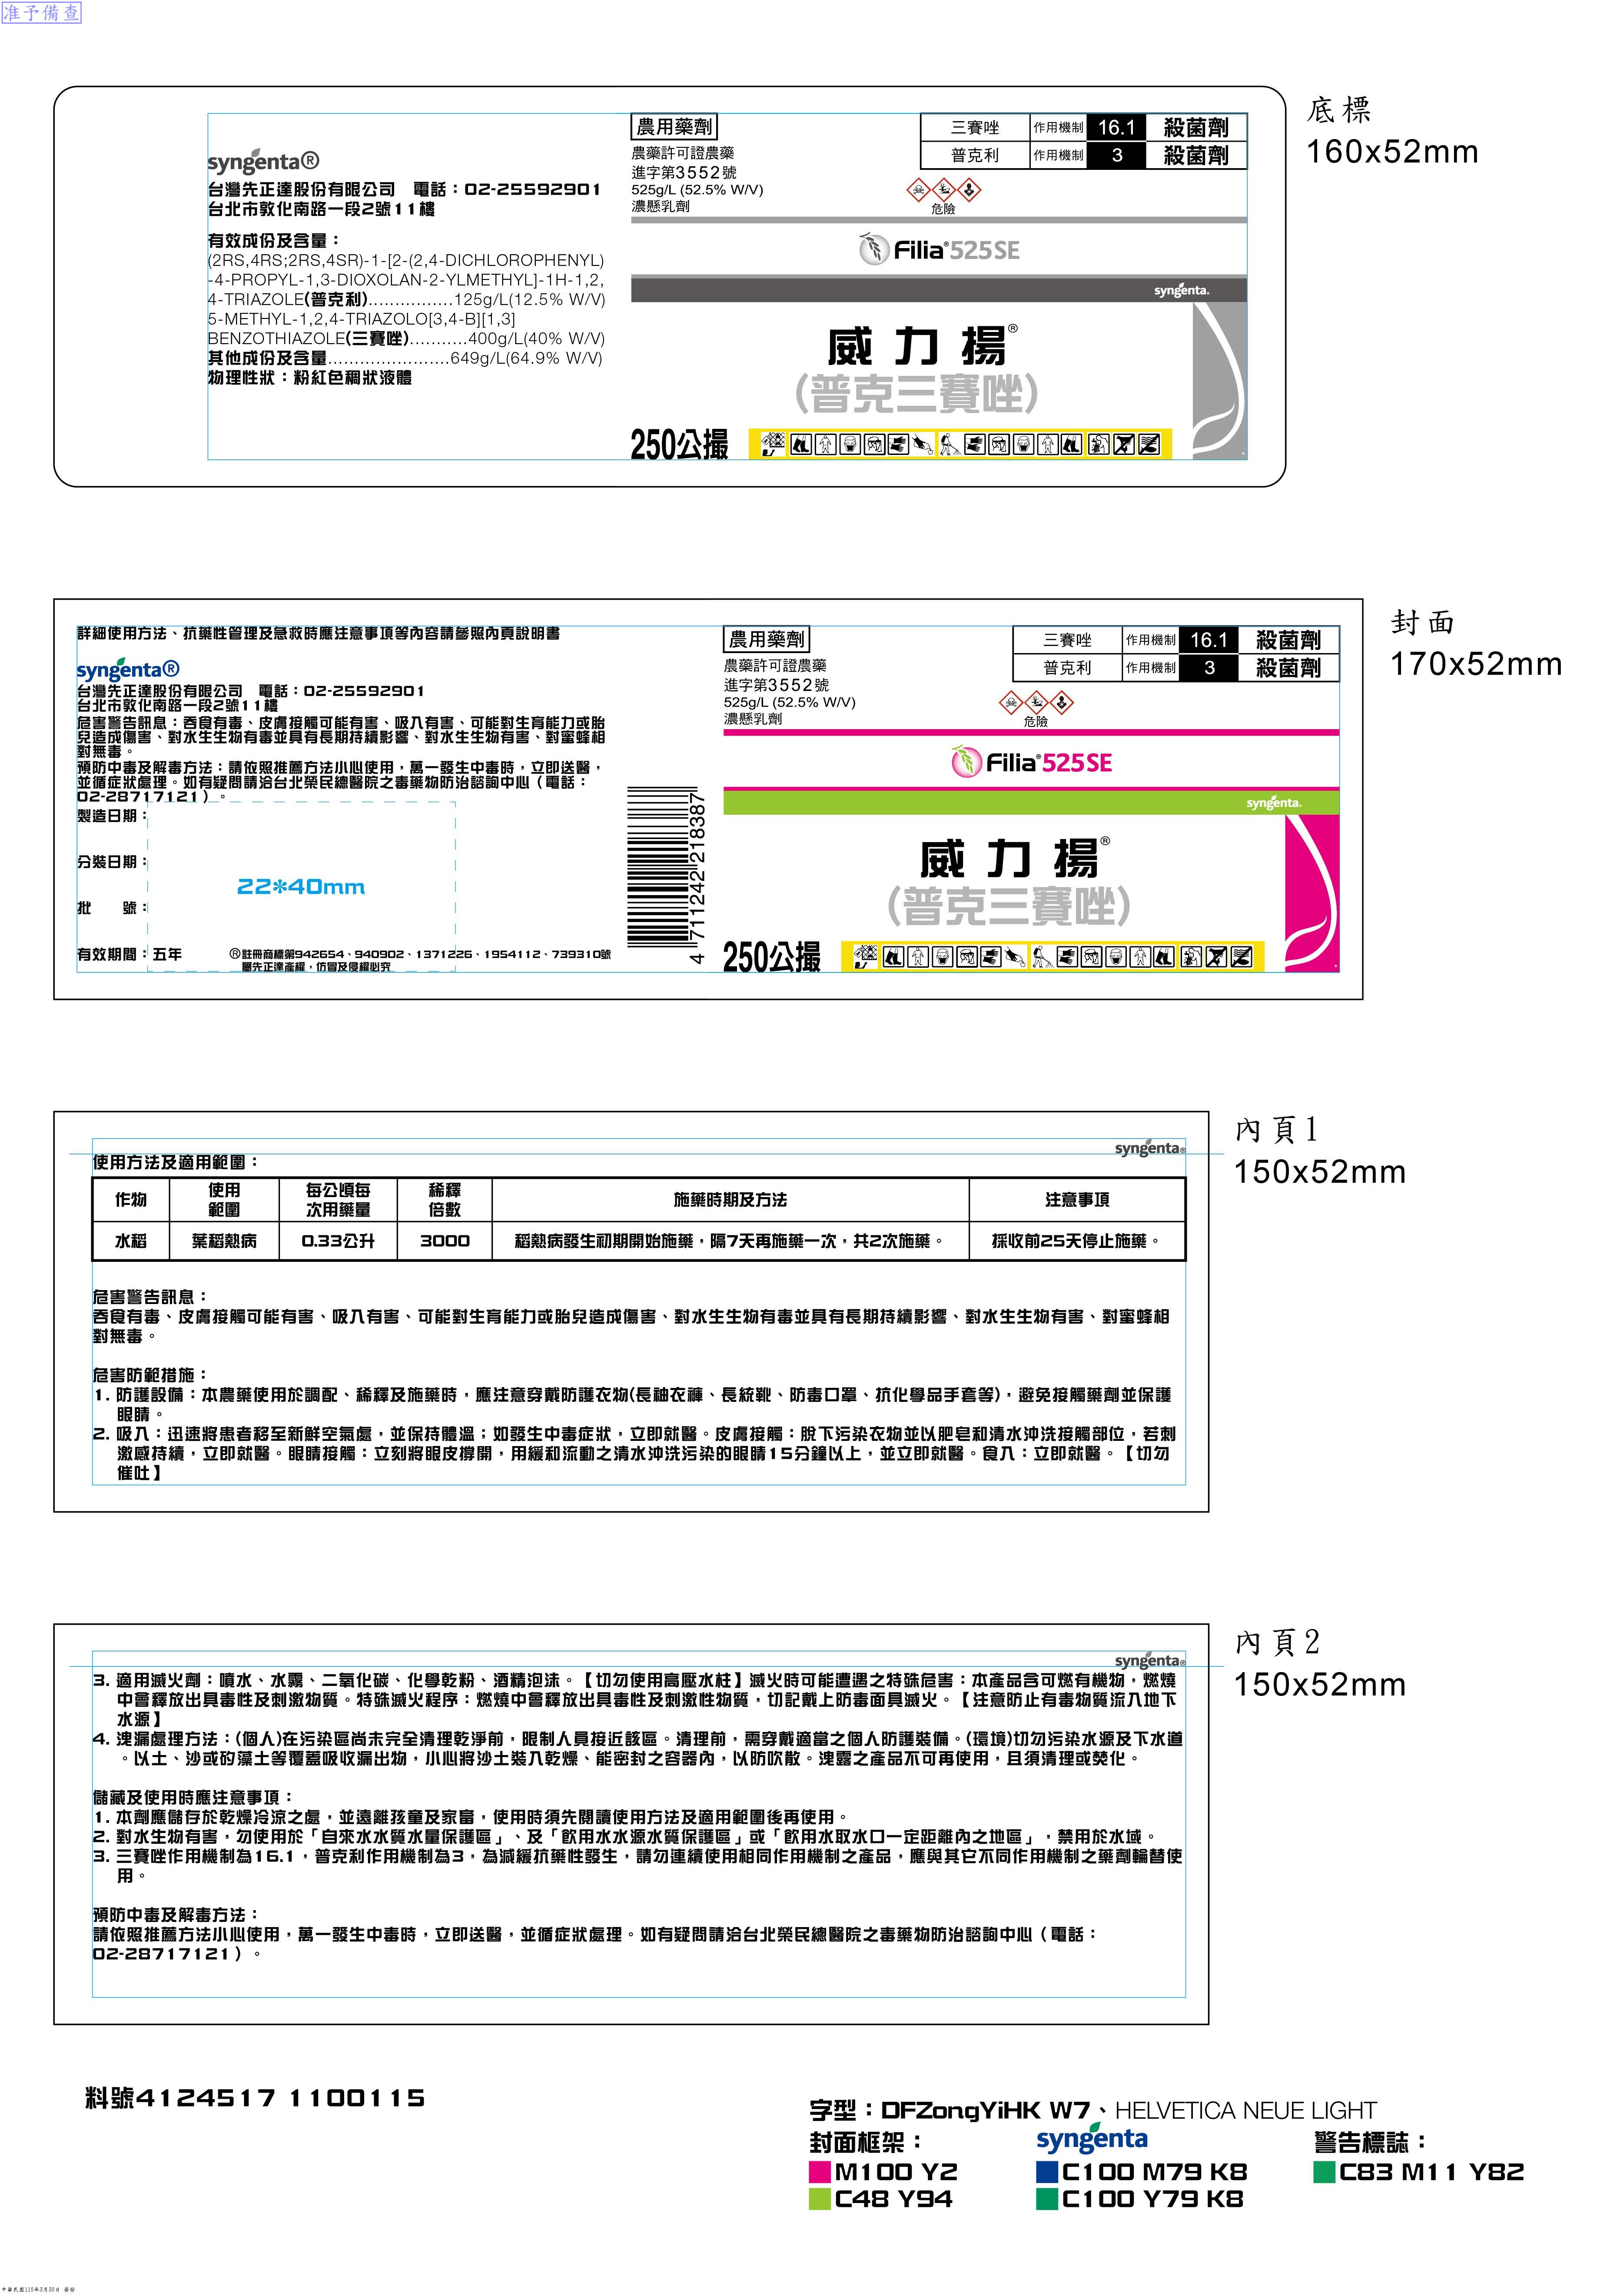 准予備查
底標
160x52mm
syngenta®
台灣先正達股份有限公司　電話：02-25592901
台北市敦化南路一段2號11樓
有效成份及含量：
(2RS,4RS;2RS,4SR)-1-[2-(2,4-DICHLOROPHENYL)
-4-PROPYL-1,3-DIOXOLAN-2-YLMETHYL]-1H-1,2,
4-TRIAZOLE(普克利)................125g/L(12.5% W/V)
5-METHYL-1,2,4-TRIAZOLO[3,4-B][1,3]
BENZOTHIAZOLE(三賽唑)...........400g/L(40% W/V)
其他成份及含量.......................649g/L(64.9% W/V)
物理性狀：粉紅色稠狀液體
農用藥劑
農藥許可證農藥
進字第3552號
525g/L (52.5% W/V)
濃懸乳劑
三賽唑 作用機制 16.1 殺菌劑
普克利 作用機制 3 殺菌劑
危險
Filia®525SE
syngenta.
威力揚®
(普克三賽唑)
250公撮
封面
170x52mm
詳細使用方法、抗藥性管理及急救時應注意事項等內容請參照內頁說明書
syngenta®
台灣先正達股份有限公司　電話：02-25592901
台北市敦化南路一段2號11樓
危害警告訊息：吞食有毒、皮膚接觸可能有害、吸入有害、可能對生育能力或胎
兒造成傷害、對水生生物有毒並具有長期持續影響、對水生生物有害、對蜜蜂相
對無毒。
預防中毒及解毒方法：請依照推薦方法小心使用，萬一發生中毒時，立即送醫，
並循症狀處理。如有疑問請洽台北榮民總醫院之毒藥物防治諮詢中心（電話：
02-28717121）。
製造日期：
分裝日期：
22*40mm
批　　號：
有效期間：五年
®註冊商標第942654、940902、1371226、1954112、739310號
屬先正達產權，仿冒及侵權必究
4 711242 218387
農用藥劑
農藥許可證農藥
進字第3552號
525g/L (52.5% W/V)
濃懸乳劑
三賽唑 作用機制 16.1 殺菌劑
普克利 作用機制 3 殺菌劑
危險
Filia®525SE
syngenta.
威力揚®
(普克三賽唑)
250公撮
內頁1
150x52mm
syngenta®
使用方法及適用範圍：
作物 使用範圍 每公頃每次用藥量 稀釋倍數 施藥時期及方法 注意事項
水稻 葉稻熱病 0.33公升 3000 稻熱病發生初期開始施藥，隔7天再施藥一次，共2次施藥。 採收前25天停止施藥。
危害警告訊息：
吞食有毒、皮膚接觸可能有害、吸入有害、可能對生育能力或胎兒造成傷害、對水生生物有毒並具有長期持續影響、對水生生物有害、對蜜蜂相
對無毒。
危害防範措施：
1. 防護設備：本農藥使用於調配、稀釋及施藥時，應注意穿戴防護衣物(長袖衣褲、長統靴、防毒口罩、抗化學品手套等)，避免接觸藥劑並保護
眼睛。
2. 吸入：迅速將患者移至新鮮空氣處，並保持體溫；如發生中毒症狀，立即就醫。皮膚接觸：脫下污染衣物並以肥皂和清水沖洗接觸部位，若刺
激感持續，立即就醫。眼睛接觸：立刻將眼皮撐開，用緩和流動之清水沖洗污染的眼睛15分鐘以上，並立即就醫。食入：立即就醫。【切勿
催吐】
內頁2
150x52mm
syngenta®
3. 適用滅火劑：噴水、水霧、二氧化碳、化學乾粉、酒精泡沫。【切勿使用高壓水柱】滅火時可能遭遇之特殊危害：本產品含可燃有機物，燃燒
中會釋放出具毒性及刺激物質。特殊滅火程序：燃燒中會釋放出具毒性及刺激性物質，切記戴上防毒面具滅火。【注意防止有毒物質流入地下
水源】
4. 洩漏處理方法：(個人)在污染區尚未完全清理乾淨前，限制人員接近該區。清理前，需穿戴適當之個人防護裝備。(環境)切勿污染水源及下水道
。以土、沙或矽藻土等覆蓋吸收漏出物，小心將沙土裝入乾燥、能密封之容器內，以防吹散。洩露之產品不可再使用，且須清理或焚化。
儲藏及使用時應注意事項：
1. 本劑應儲存於乾燥冷涼之處，並遠離孩童及家畜，使用時須先閱讀使用方法及適用範圍後再使用。
2. 對水生物有害，勿使用於「自來水水質水量保護區」、及「飲用水水源水質保護區」或「飲用水取水口一定距離內之地區」，禁用於水域。
3. 三賽唑作用機制為16.1，普克利作用機制為3，為減緩抗藥性發生，請勿連續使用相同作用機制之產品，應與其它不同作用機制之藥劑輪替使
用。
預防中毒及解毒方法：
請依照推薦方法小心使用，萬一發生中毒時，立即送醫，並循症狀處理。如有疑問請洽台北榮民總醫院之毒藥物防治諮詢中心（電話：
02-28717121）。
料號4124517 1100115
字型：DFZongYiHK W7、HELVETICA NEUE LIGHT
封面框架： syngenta 警告標誌：
M100 Y2 C100 M79 K8 C83 M11 Y82
C48 Y94 C100 Y79 K8